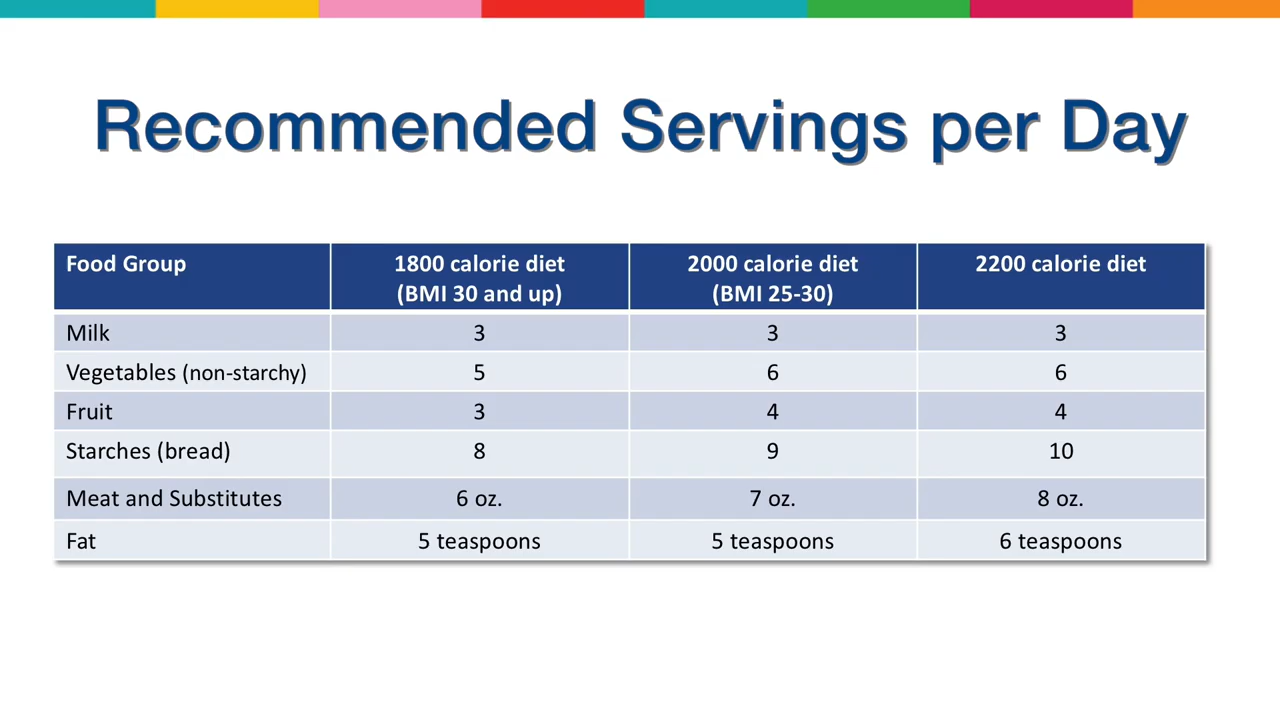 Recommended Servings per Day
Food Group 1800 calorie diet 2000 calorie diet 2200 calorie diet
(BMI 30 and up) (BMI 25-30)
Milk 3 3 3
Vegetables (non-starchy) 5 6 6
Fruit 3 4 4
Starches (bread) 8 9 10
Meat and Substitutes 6 oz. 7 oz. 8 oz.
Fat 5 teaspoons 5 teaspoons 6 teaspoons